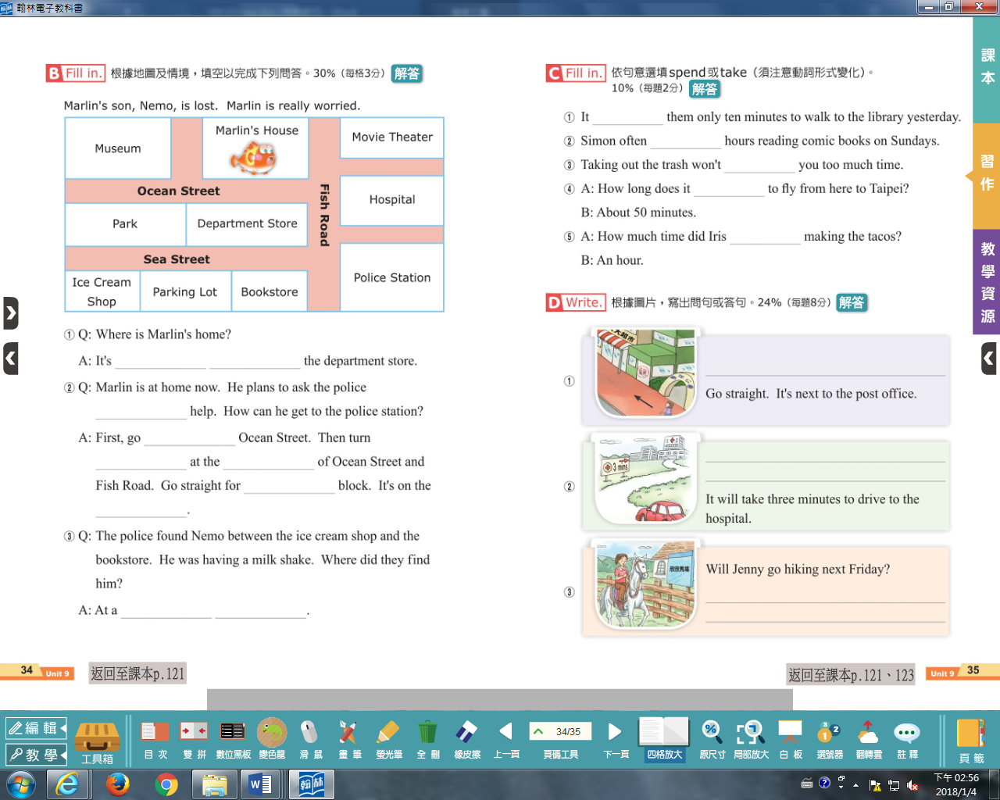 翰林電子教科書
B Fill in. 根據地圖及情境，填空以完成下列問答。30%（每格3分） 解答
Marlin's son, Nemo, is lost. Marlin is really worried.
Museum
Marlin's House
Movie Theater
Ocean Street
Fish Road
Hospital
Park
Department Store
Sea Street
Ice Cream
Shop
Parking Lot
Bookstore
Police Station
① Q: Where is Marlin's home?
A: It's ____________ ____________ the department store.
② Q: Marlin is at home now. He plans to ask the police
____________ help. How can he get to the police station?
A: First, go ____________ Ocean Street. Then turn
____________ at the ____________ of Ocean Street and
Fish Road. Go straight for ____________ block. It's on the
____________.
③ Q: The police found Nemo between the ice cream shop and the
bookstore. He was having a milk shake. Where did they find
him?
A: At a ____________ ____________.
34 Unit 9
返回至課本p.121
C Fill in. 依句意選填spend或take（須注意動詞形式變化）。
10%（每題2分） 解答
① It __________ them only ten minutes to walk to the library yesterday.
② Simon often __________ hours reading comic books on Sundays.
③ Taking out the trash won't __________ you too much time.
④ A: How long does it __________ to fly from here to Taipei?
B: About 50 minutes.
⑤ A: How much time did Iris __________ making the tacos?
B: An hour.
D Write. 根據圖片，寫出問句或答句。24%（每題8分） 解答
①
大超市
Go straight. It's next to the post office.
②
3 mins
It will take three minutes to drive to the
hospital.
③
欣欣馬場
Will Jenny go hiking next Friday?
返回至課本p.121、123
Unit 9 35
課本
習作
教學資源
編輯
教學
工具箱
目次
雙拼
數位黑板
變色龍
滑鼠
畫筆
螢光筆
全刪
橡皮擦
上一頁
34/35
頁碼工具
下一頁
四格放大
原尺寸
局部放大
白板
3 1 2
選號器
翻轉雲
註釋
頁籤
翰林
下午 02:56
2018/1/4